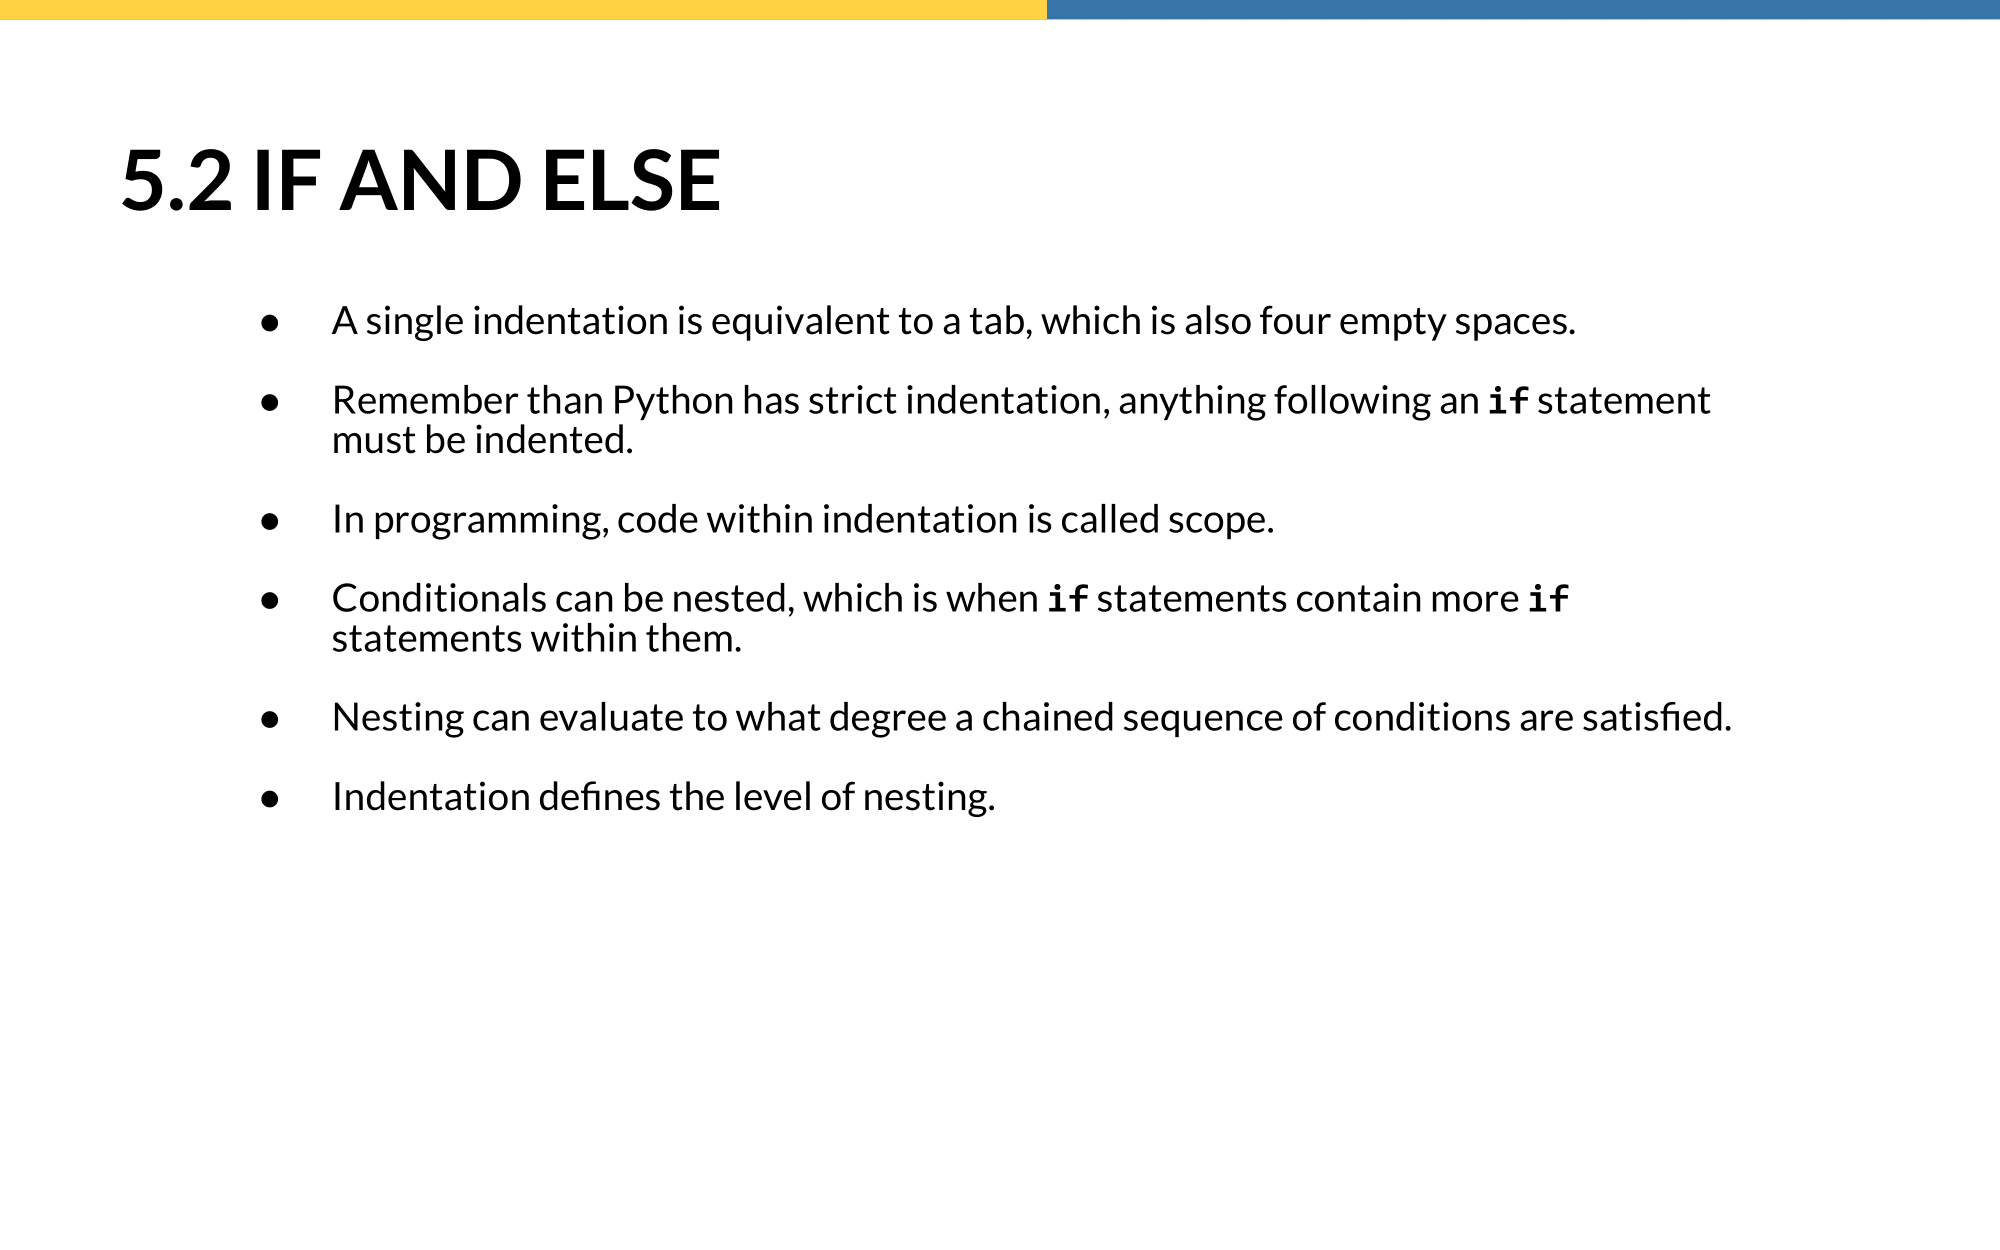 5.2 IF AND ELSE
● A single indentation is equivalent to a tab, which is also four empty spaces.
● Remember than Python has strict indentation, anything following an if statement
must be indented.
● In programming, code within indentation is called scope.
● Conditionals can be nested, which is when if statements contain more if
statements within them.
● Nesting can evaluate to what degree a chained sequence of conditions are satisfied.
● Indentation defines the level of nesting.